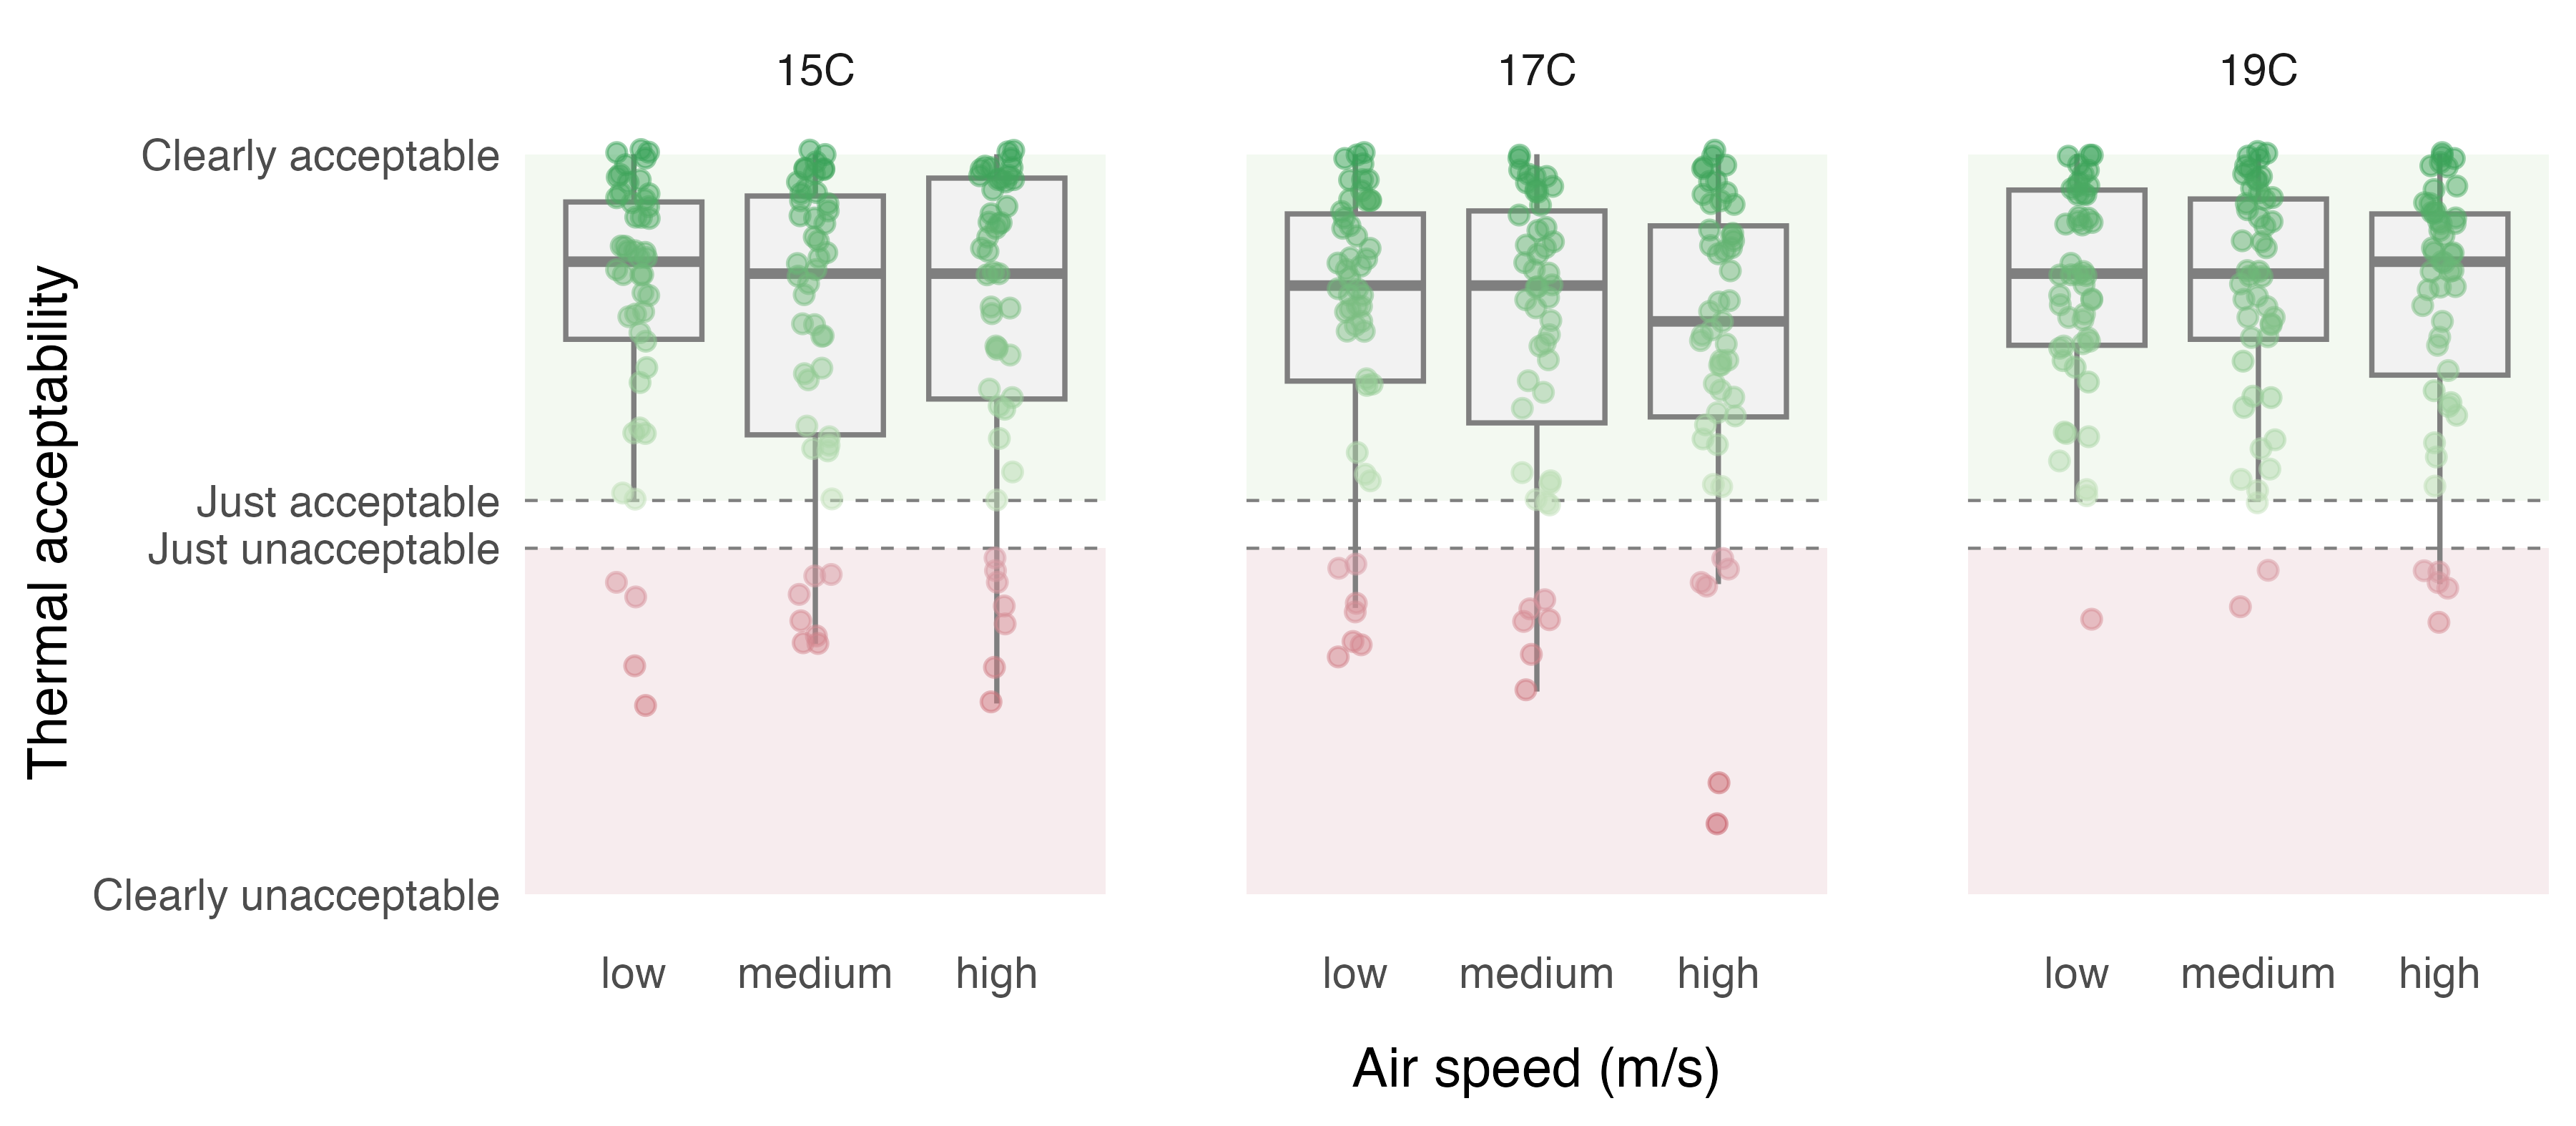 15C
17C
19C
Thermal acceptability
Clearly acceptable
Just acceptable
Just unacceptable
Clearly unacceptable
low medium high
low medium high
low medium high
Air speed (m/s)